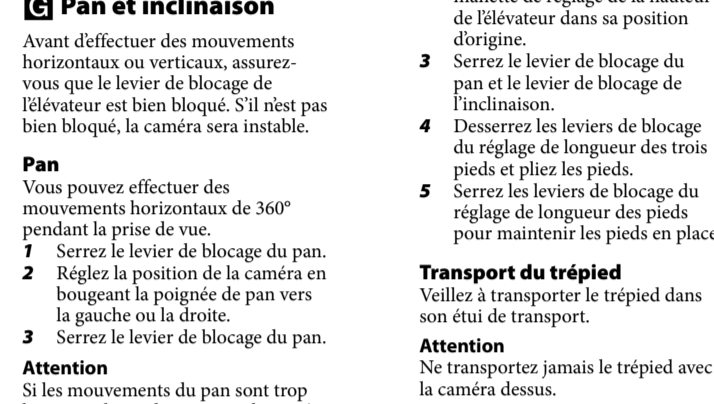 G Pan et inclinaison
Avant d'effectuer des mouvements
horizontaux ou verticaux, assurez-
vous que le levier de blocage de
l'élévateur est bien bloqué. S'il n'est pas
bien bloqué, la caméra sera instable.
Pan
Vous pouvez effectuer des
mouvements horizontaux de 360°
pendant la prise de vue.
1 Serrez le levier de blocage du pan.
2 Réglez la position de la caméra en
bougeant la poignée de pan vers
la gauche ou la droite.
3 Serrez le levier de blocage du pan.
Attention
Si les mouvements du pan sont trop
de l'élévateur dans sa position
d'origine.
3 Serrez le levier de blocage du
pan et le levier de blocage de
l'inclinaison.
4 Desserrez les leviers de blocage
du réglage de longueur des trois
pieds et pliez les pieds.
5 Serrez les leviers de blocage du
réglage de longueur des pieds
pour maintenir les pieds en place
Transport du trépied
Veillez à transporter le trépied dans
son étui de transport.
Attention
Ne transportez jamais le trépied avec
la caméra dessus.